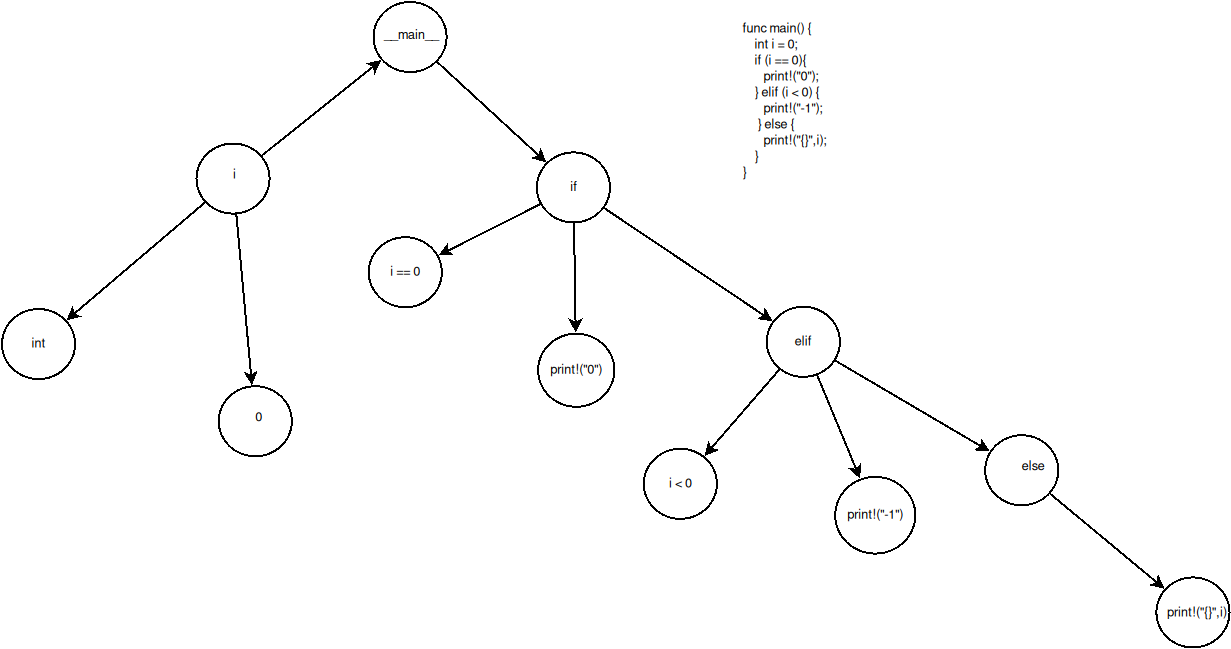 __main__
func main() {
int i = 0;
if (i == 0){
print!("0");
} elif (i < 0) {
print!("-1");
} else {
print!("{}",i);
}
}
i
if
i == 0
int
elif
print!("0")
0
else
i < 0
print!("-1")
print!("{}",i)